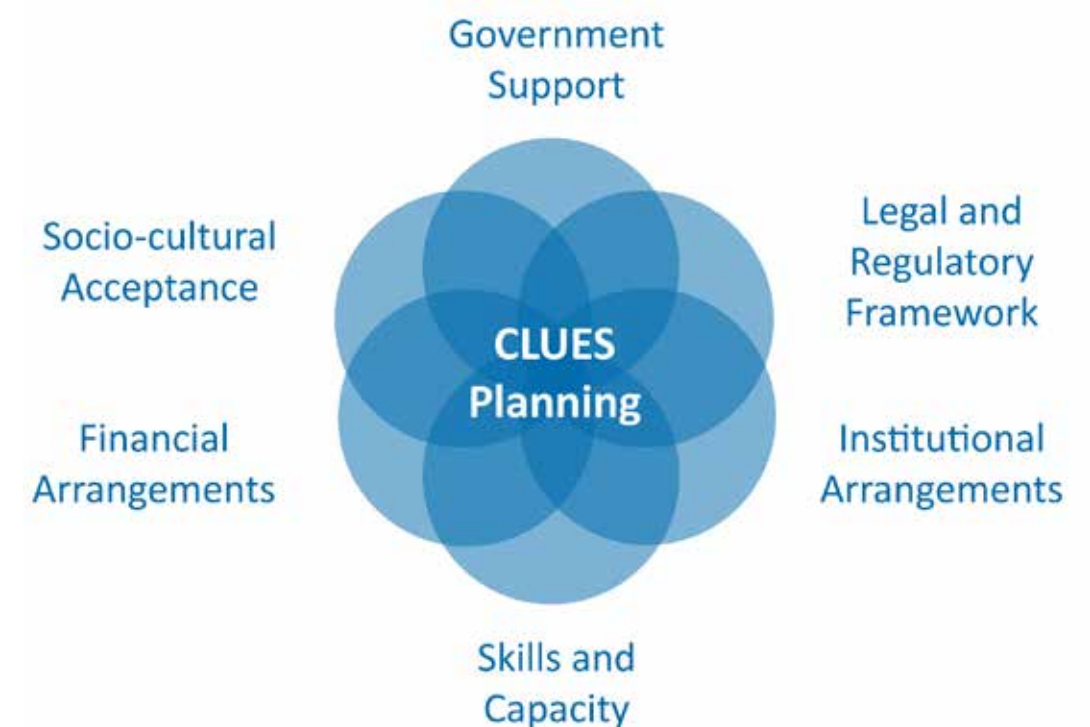 Government
Support
Socio-cultural
Acceptance
Legal and
Regulatory
Framework
CLUES
Planning
Financial
Arrangements
Institutional
Arrangements
Skills and
Capacity